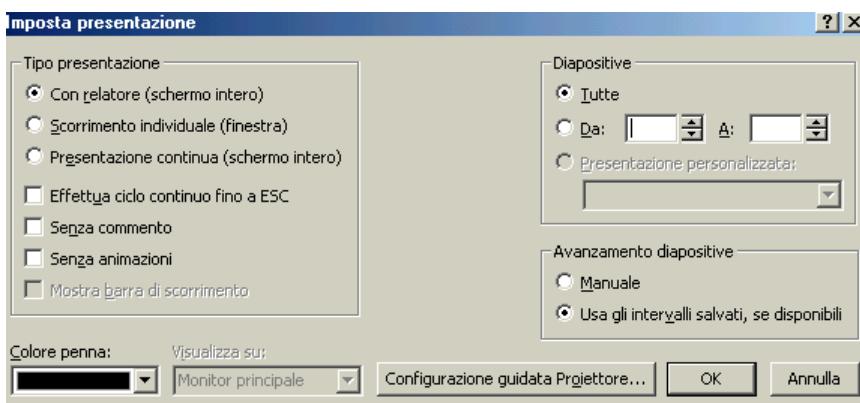 Imposta presentazione
Tipo presentazione
Con relatore (schermo intero)
Scorrimento individuale (finestra)
Presentazione continua (schermo intero)
Effettua ciclo continuo fino a ESC
Senza commento
Senza animazioni
Mostra barra di scorrimento
Diapositive
Tutte
Da: A:
Presentazione personalizzata:
Avanzamento diapositive
Manuale
Usa gli intervalli salvati, se disponibili
Colore penna: Visualizza su:
Monitor principale Configurazione guidata Proiettore... OK Annulla